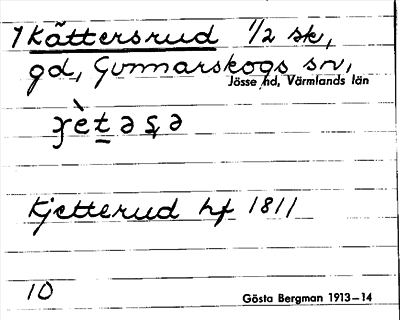 Kättersrud 1/2 sk,
gd, Gunnarskogs sn,
Jösse hd, Värmlands län
Kjetterud hf 1811
10
Gösta Bergman 1913–14